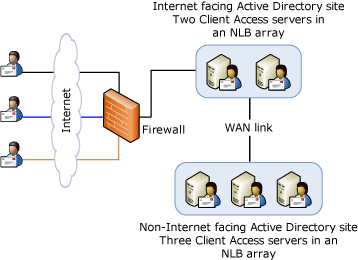 Internet facing Active Directory site
Two Client Access servers in
an NLB array
Internet
Firewall
WAN link
Non-Internet facing Active Directory site
Three Client Access servers in an
NLB array